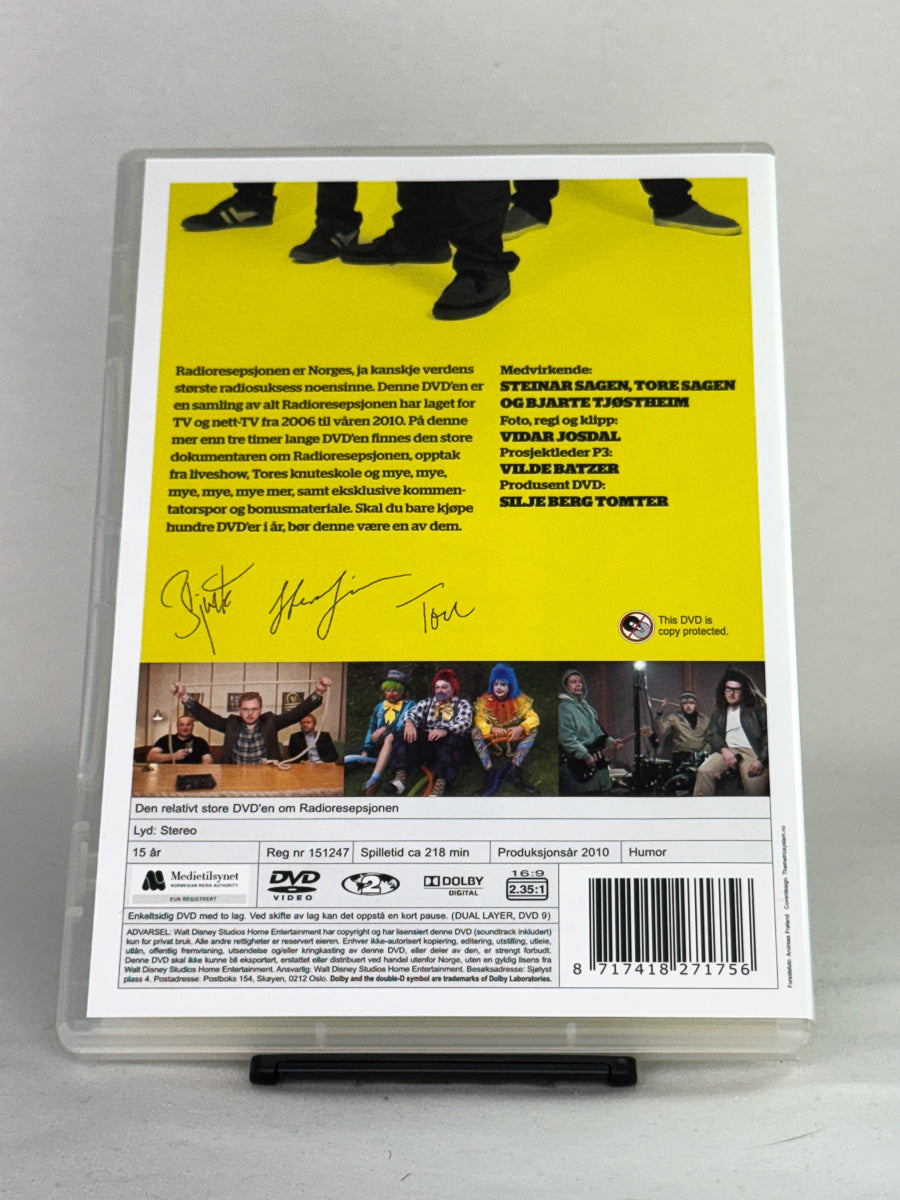 Radioresepsjonen er Norges, ja kanskje verdens
største radiosuksess noensinne. Denne DVD'en er
en samling av alt Radioresepsjonen har laget for
TV og nett-TV fra 2006 til våren 2010. På denne
mer enn tre timer lange DVD'en finnes den store
dokumentaren om Radioresepsjonen, opptak
fra liveshow, Tores knuteskole og mye, mye,
mye, mye, mye mer, samt eksklusive kommen-
tatorspor og bonusmateriale. Skal du bare kjøpe
hundre DVD'er i år, bør denne være en av dem.
Medvirkende:
STEINAR SAGEN, TORE SAGEN
OG BJARTE TJØSTHEIM
Foto, regi og klipp:
VIDAR JOSDAL
Prosjektleder P3:
VILDE BATZER
Produsent DVD:
SILJE BERG TOMTER
Bjarte
Tore
This DVD is
copy protected.
Den relativt store DVD'en om Radioresepsjonen
Lyd: Stereo
15 år
Reg nr 151247
Spilletid ca 218 min
Produksjonsår 2010
Humor
Medietilsynet
NORWEGIAN MEDIA AUTHORITY
KUN REGISTRERT
DVD
VIDEO
2
DOLBY
DIGITAL
16:9
2.35:1
Enkeltsidig DVD med to lag. Ved skifte av lag kan det oppstå en kort pause. (DUAL LAYER, DVD 9)
ADVARSEL: Walt Disney Studios Home Entertainment har copyright og har lisensiert denne DVD (soundtrack inkludert)
kun for privat bruk. Alle andre rettigheter er reservert eieren. Enhver ikke-autorisert kopiering, editering, utstilling, utleie,
utlån, offentlig fremvisning, utsendelse og/eller kringkasting av denne DVD, eller deler av den, er strengt forbudt.
Denne DVD skal ikke kunne bli eksportert, erstattet eller distribuert ved handel utenfor Norge, uten en gyldig lisens fra
Walt Disney Studios Home Entertainment. Ansvarlig: Walt Disney Studios Home Entertainment. Besøksadresse: Sjølyst
plass 4. Postadresse: Postboks 154, Skøyen, 0212 Oslo. Dolby and the double-D symbol are trademarks of Dolby Laboratories.
8 717418 271756
Forsidefoto: Andreas Fratland Coverdesign: Thematricsystem.no